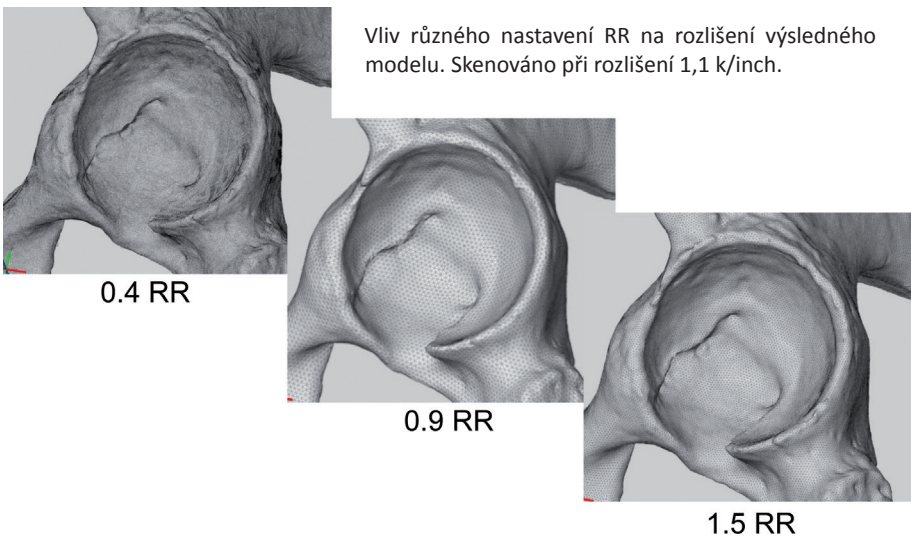 Vliv různého nastavení RR na rozlišení výsledného
modelu. Skenováno při rozlišení 1,1 k/inch.
0.4 RR
0.9 RR
1.5 RR